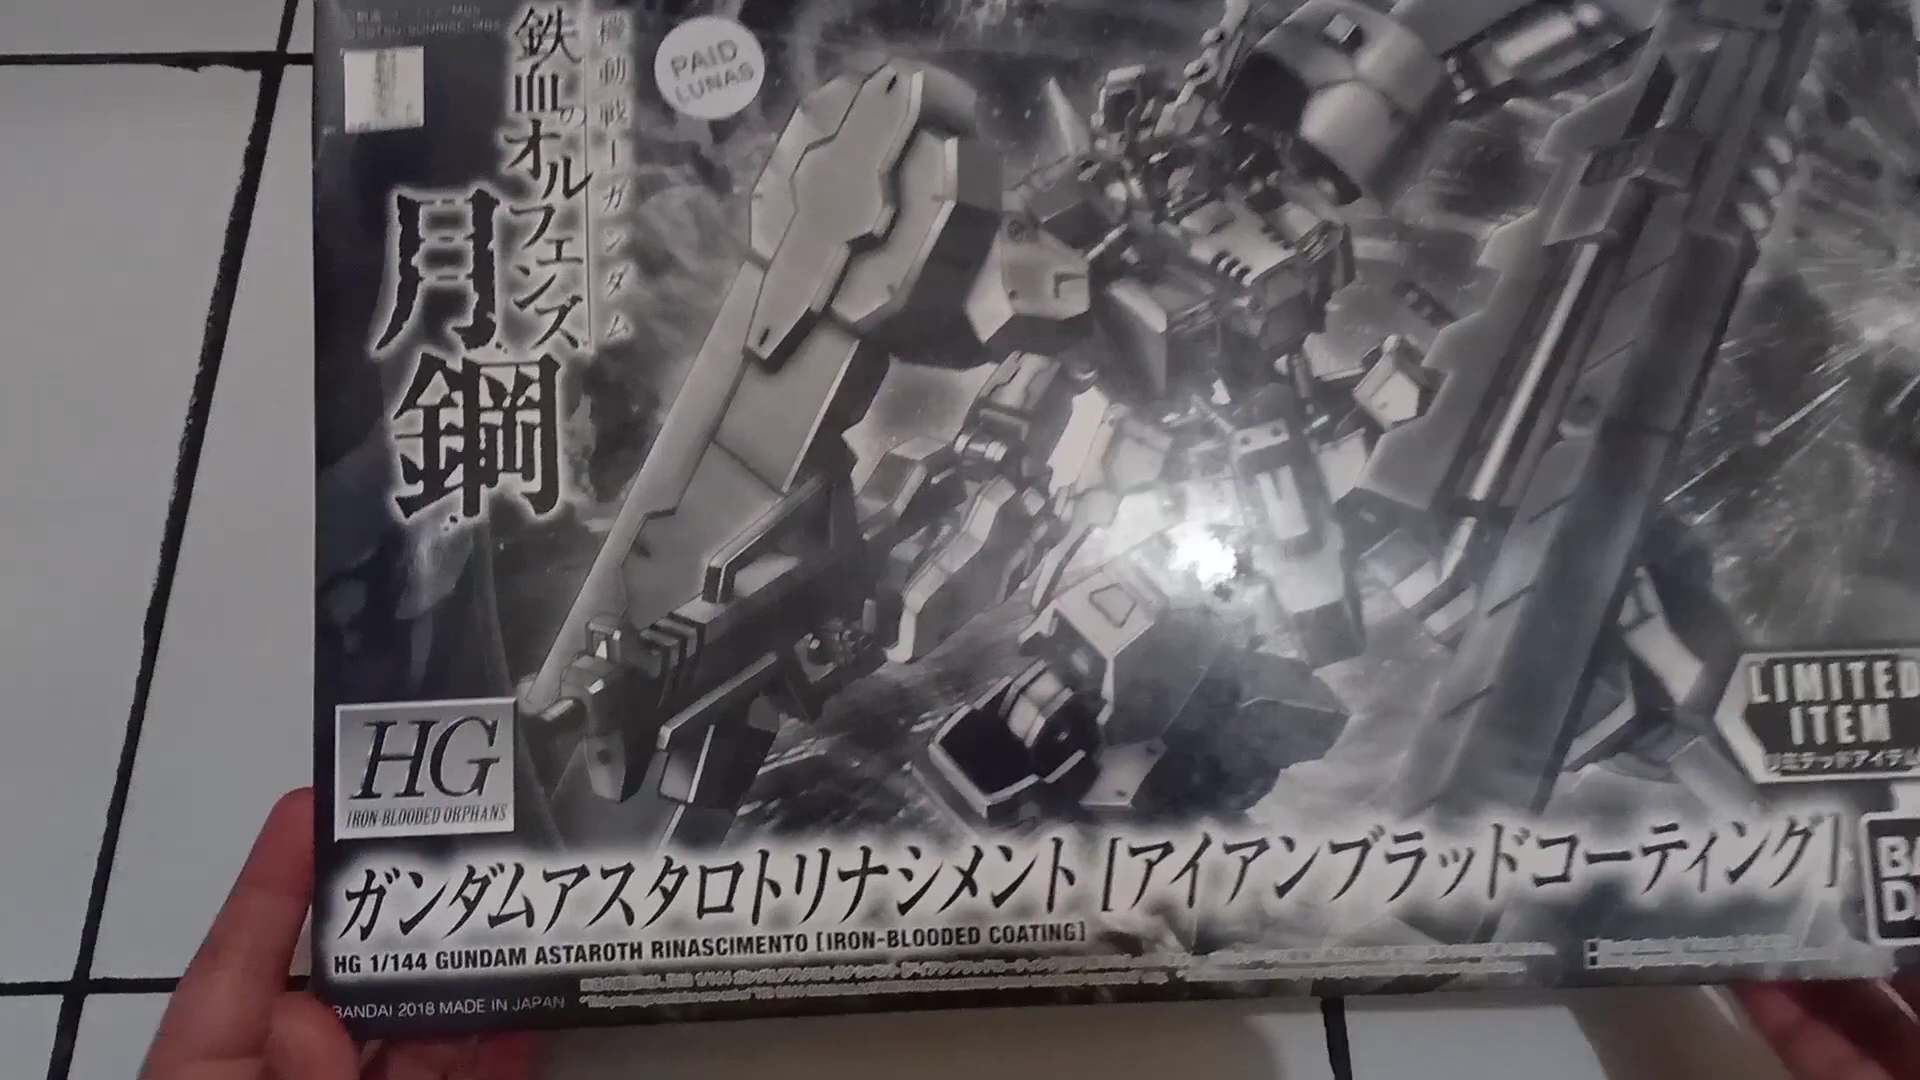 機動戦士ガンダム
鉄血のオルフェンズ
月鋼
PAID
LUNAS
HG
IRON-BLOODED ORPHANS
LIMITED
ITEM
リミテッドアイテム
ガンダムアスタロトリナシメント [アイアンブラッドコーティング]
HG 1/144 GUNDAM ASTAROTH RINASCIMENTO [IRON-BLOODED COATING]
BANDAI 2018 MADE IN JAPAN